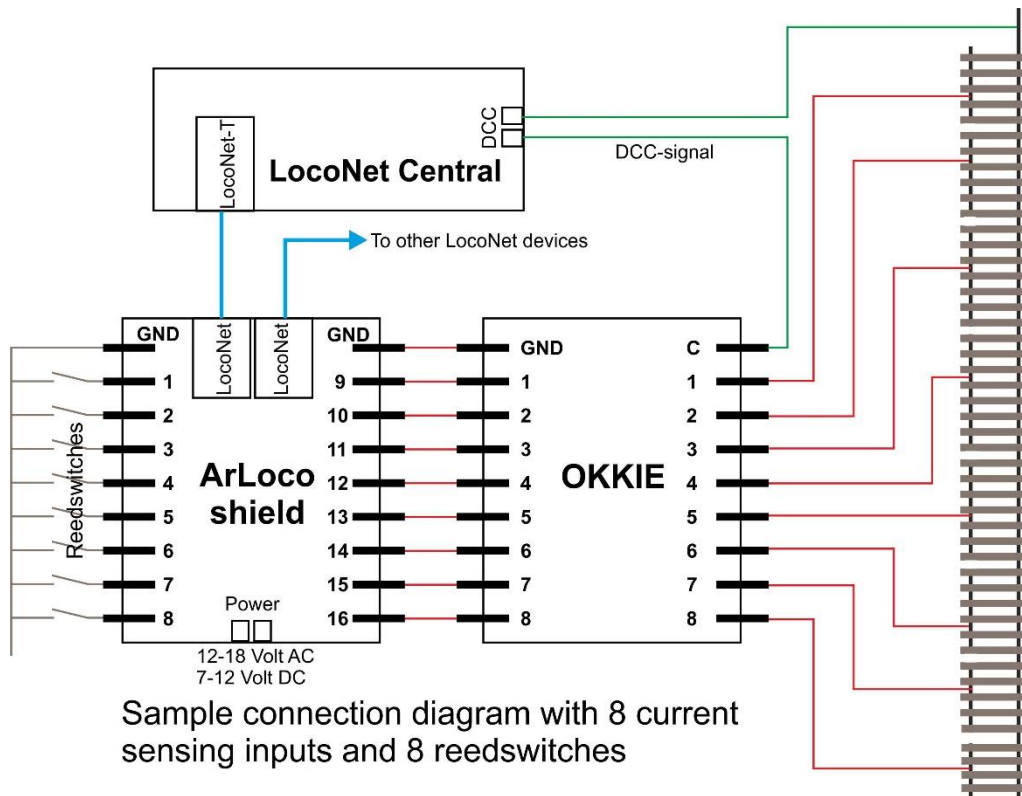 LocoNet-T
DCC
LocoNet Central
DCC-signal
To other LocoNet devices
GND
LocoNet
LocoNet
GND
1
2
3
4
5
6
7
8
9
10
11
12
13
14
15
16
Reedswitches
ArLoco
shield
Power
12-18 Volt AC
7-12 Volt DC
GND
1
2
3
4
5
6
7
8
OKKIE
C
1
2
3
4
5
6
7
8
Sample connection diagram with 8 current
sensing inputs and 8 reedswitches